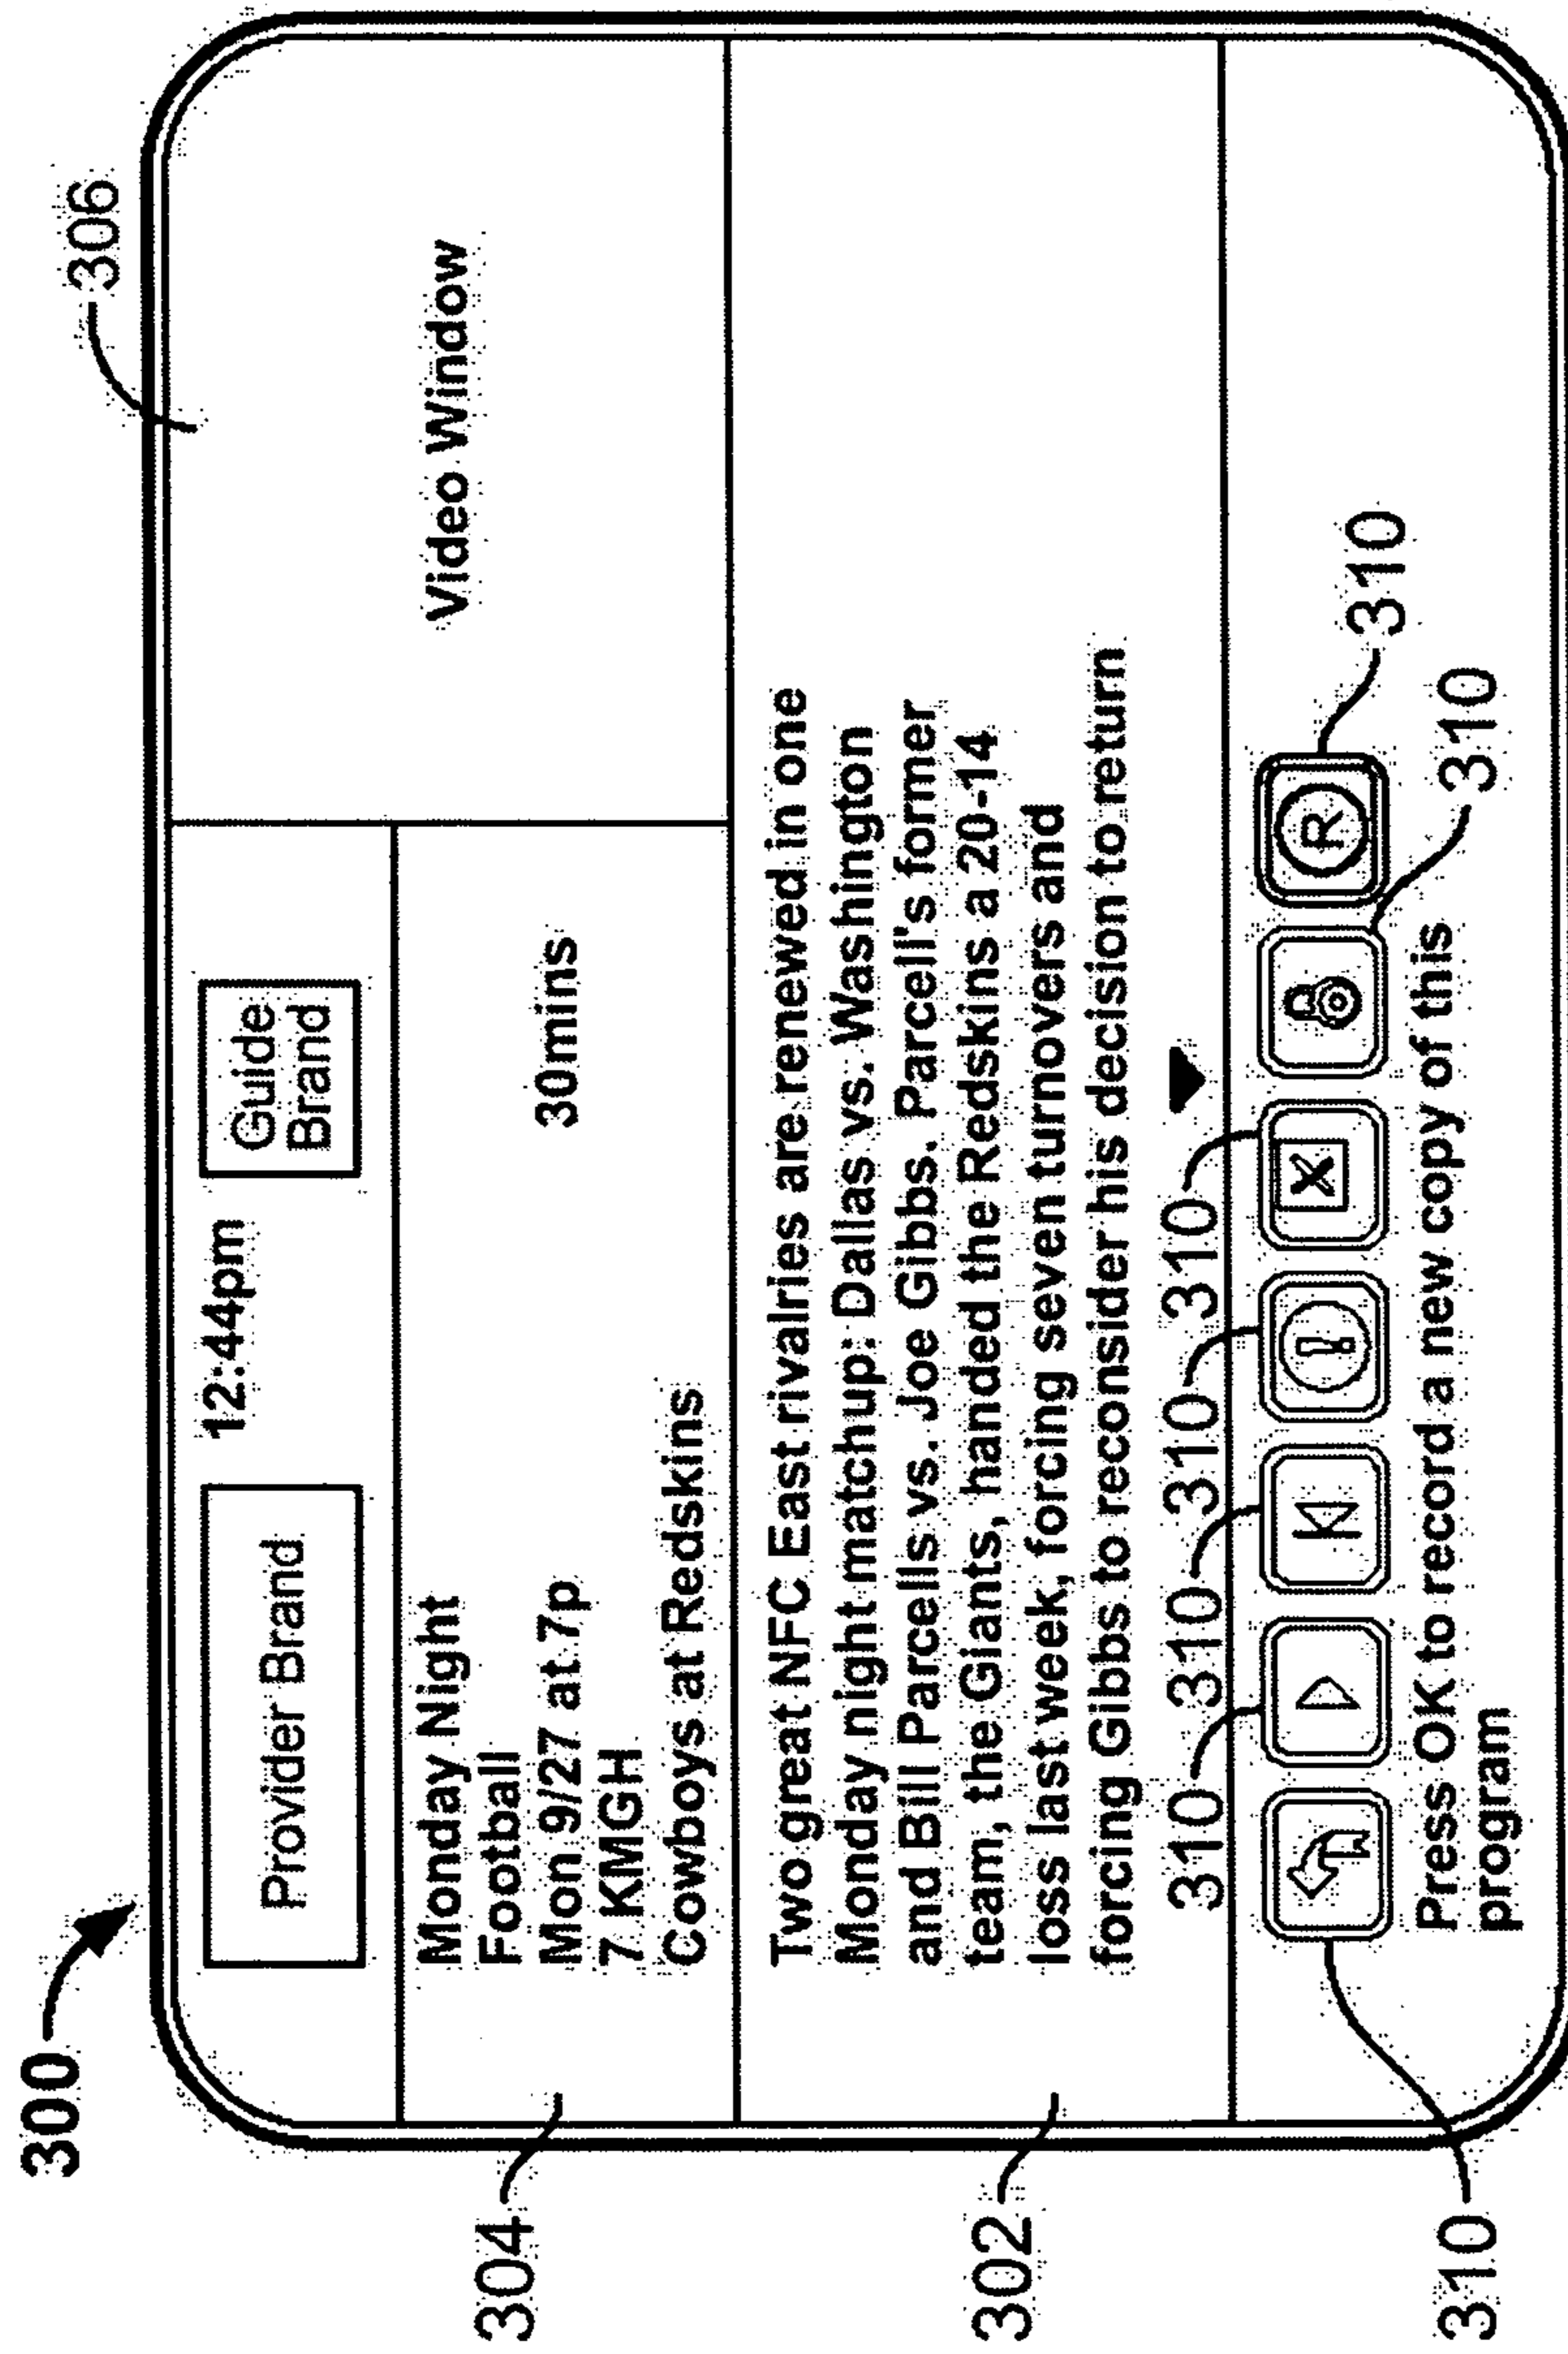 300
306
Provider Brand
12:44pm
Guide
Brand
Video Window
304
Monday Night
Football
Mon 9/27 at 7p
30mins
7 KMGH
Cowboys at Redskins
302
Two great NFC East rivalries are renewed in one
Monday night matchup: Dallas vs. Washington
and Bill Parcells vs. Joe Gibbs. Parcell's former
team, the Giants, handed the Redskins a 20-14
loss last week, forcing seven turnovers and
forcing Gibbs to reconsider his decision to return
310
310
310
310
R
310
310
310
Press OK to record a new copy of this
program